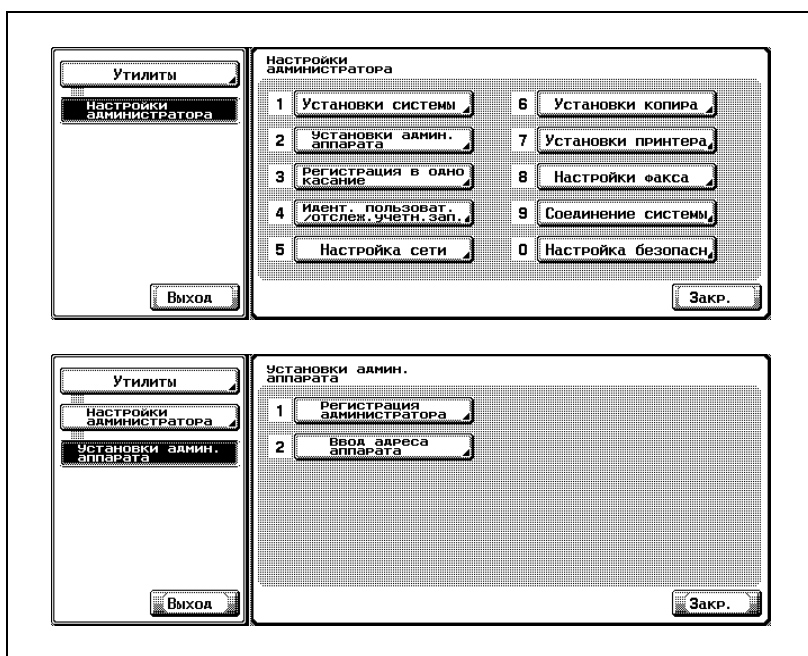 Утилиты
Настройки
администратора
Выход
Настройки
администратора
1 Установки системы
2 Установки админ.
аппарата
3 Регистрация в одно
касание
4 Идент. пользоват.
/отслеж.учетн.зап.
5 Настройка сети
6 Установки копира
7 Установки принтера
8 Настройки факса
9 Соединение системы
0 Настройка безопасн
Закр.
Утилиты
Настройки
администратора
Установки админ.
аппарата
Выход
Установки админ.
аппарата
1 Регистрация
администратора
2 Ввод адреса
аппарата
Закр.